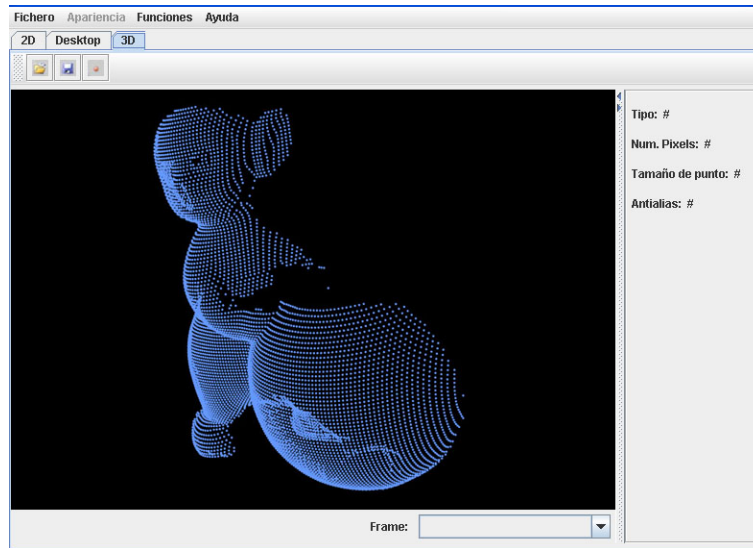 Fichero Apariencia Funciones Ayuda
2D Desktop 3D
Tipo: #
Num. Pixels: #
Tamaño de punto: #
Antialias: #
Frame: